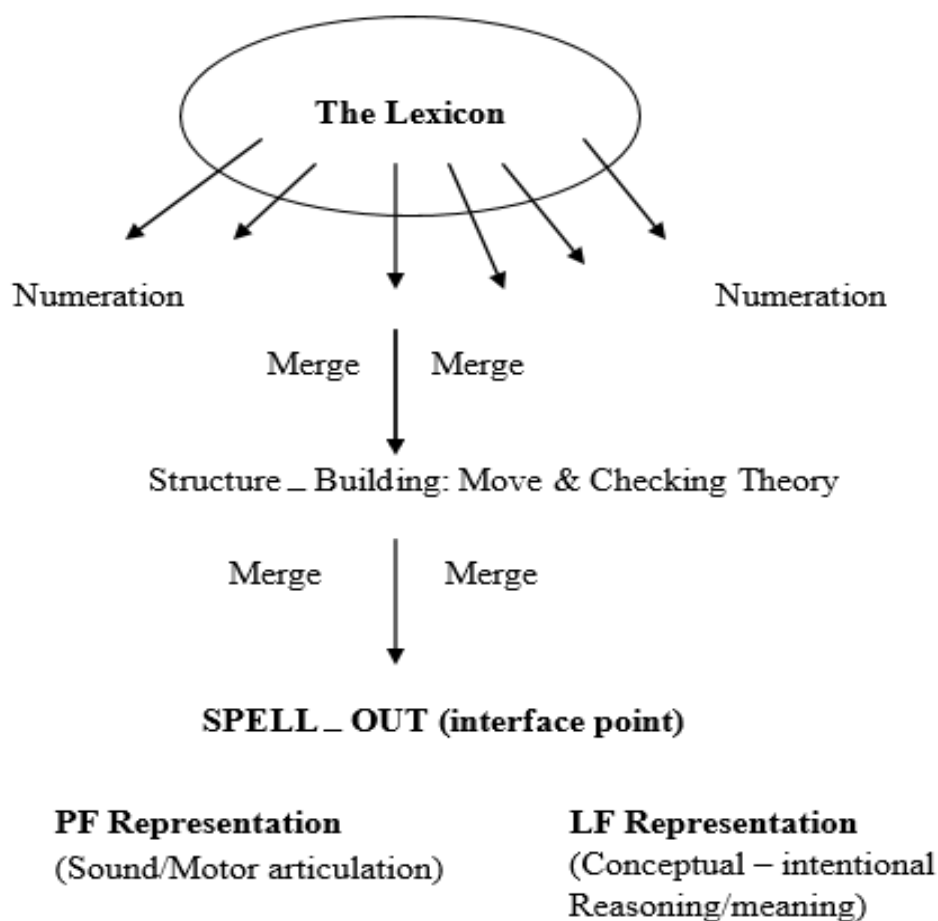 The Lexicon
Numeration Numeration
Merge Merge
Structure _ Building: Move & Checking Theory
Merge Merge
SPELL _ OUT (interface point)
PF Representation
(Sound/Motor articulation)
LF Representation
(Conceptual – intentional
Reasoning/meaning)